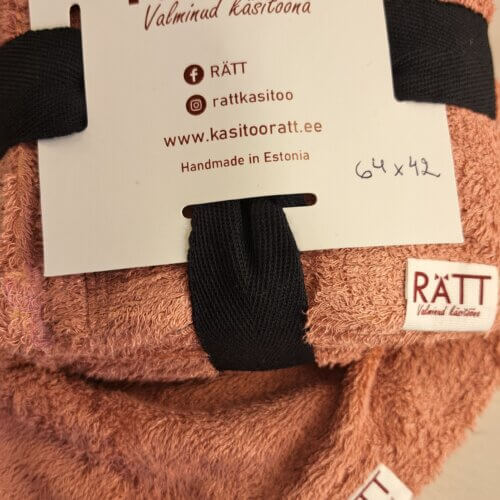 Valminud käsitööna
RÄTT
rattkasitoo
www.kasitooratt.ee
Handmade in Estonia
64 x 42
RÄTT
Valminud käsitööna